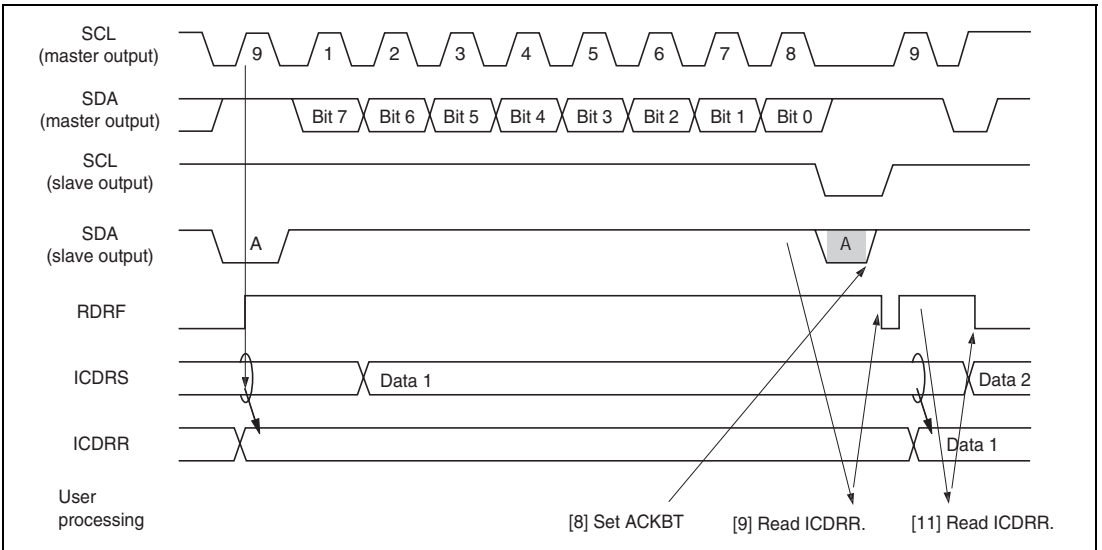 SCL
(master output)
9 1 2 3 4 5 6 7 8 9
SDA
(master output)
Bit 7 Bit 6 Bit 5 Bit 4 Bit 3 Bit 2 Bit 1 Bit 0
SCL
(slave output)
SDA
(slave output)
A A
RDRF
ICDRS
Data 1 Data 2
ICDRR
Data 1
User
processing
[8] Set ACKBT [9] Read ICDRR. [11] Read ICDRR.